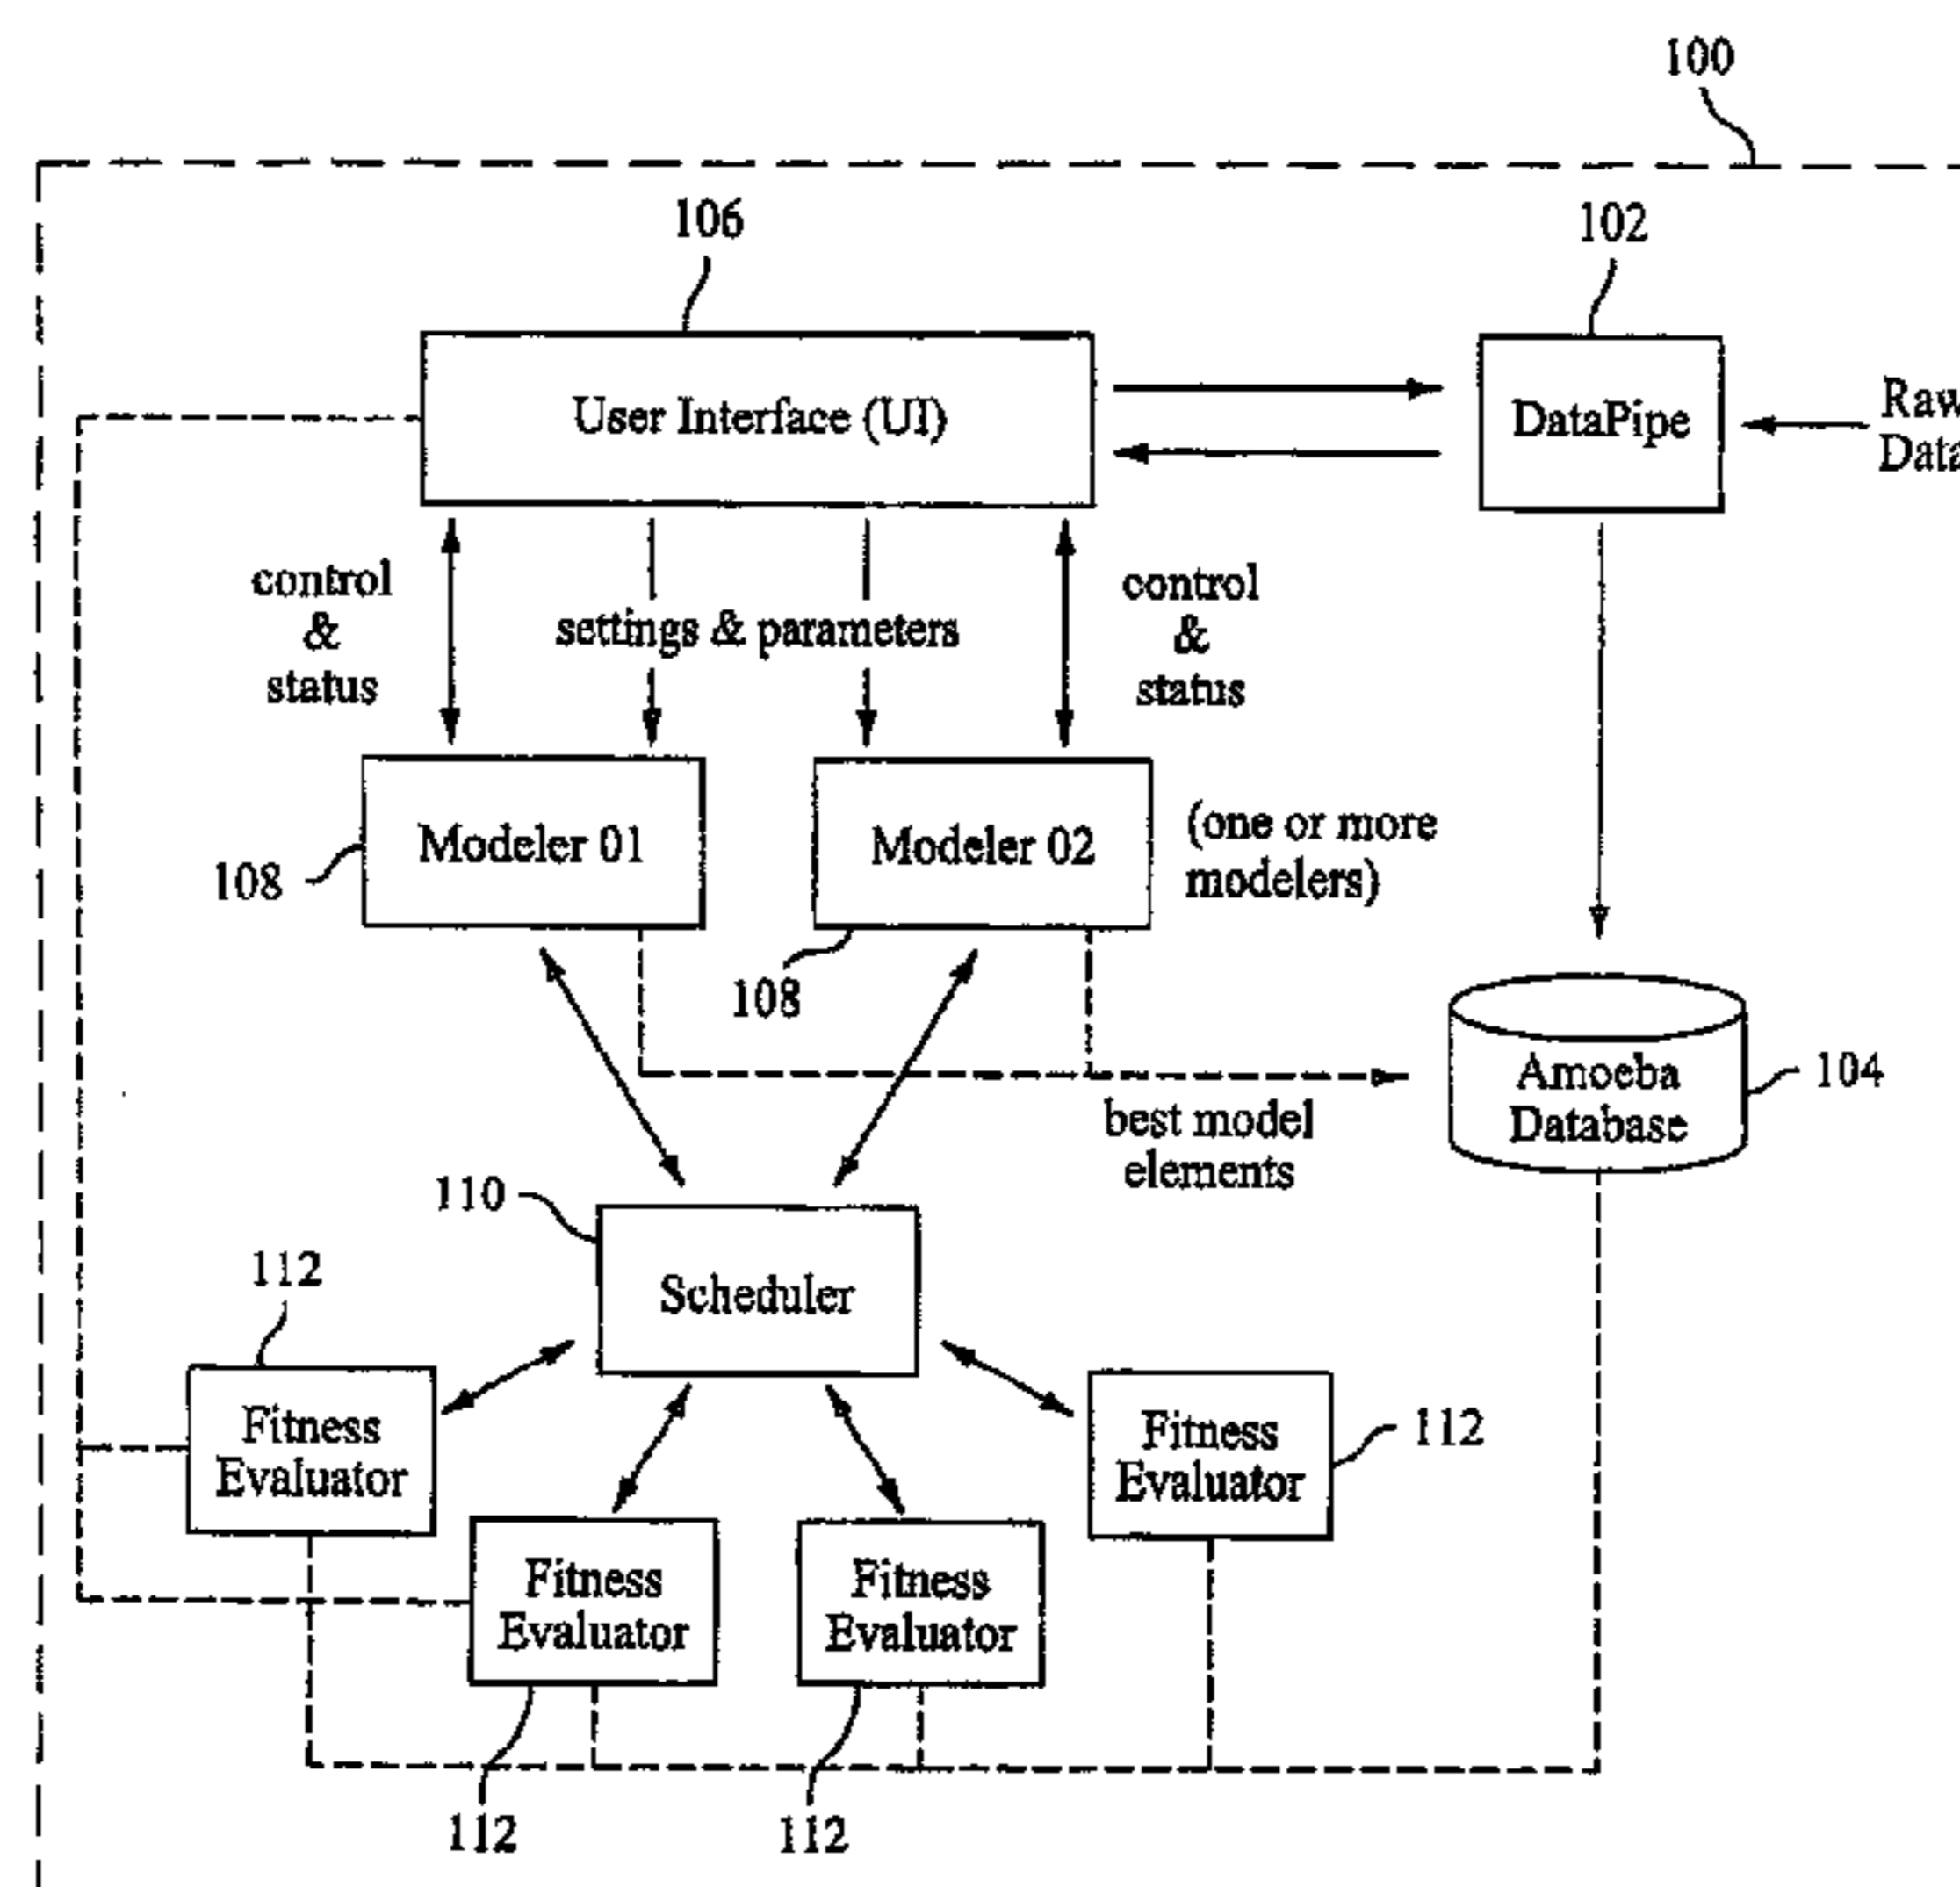 100
106
102
User Interface (UI)
DataPipe
Raw
Data
control
&
status
settings & parameters
control
&
status
Modeler 01
Modeler 02
(one or more
modelers)
108
108
Amoeba
Database
104
best model
elements
110
Scheduler
112
Fitness
Evaluator
Fitness
Evaluator
112
Fitness
Evaluator
Fitness
Evaluator
112
112